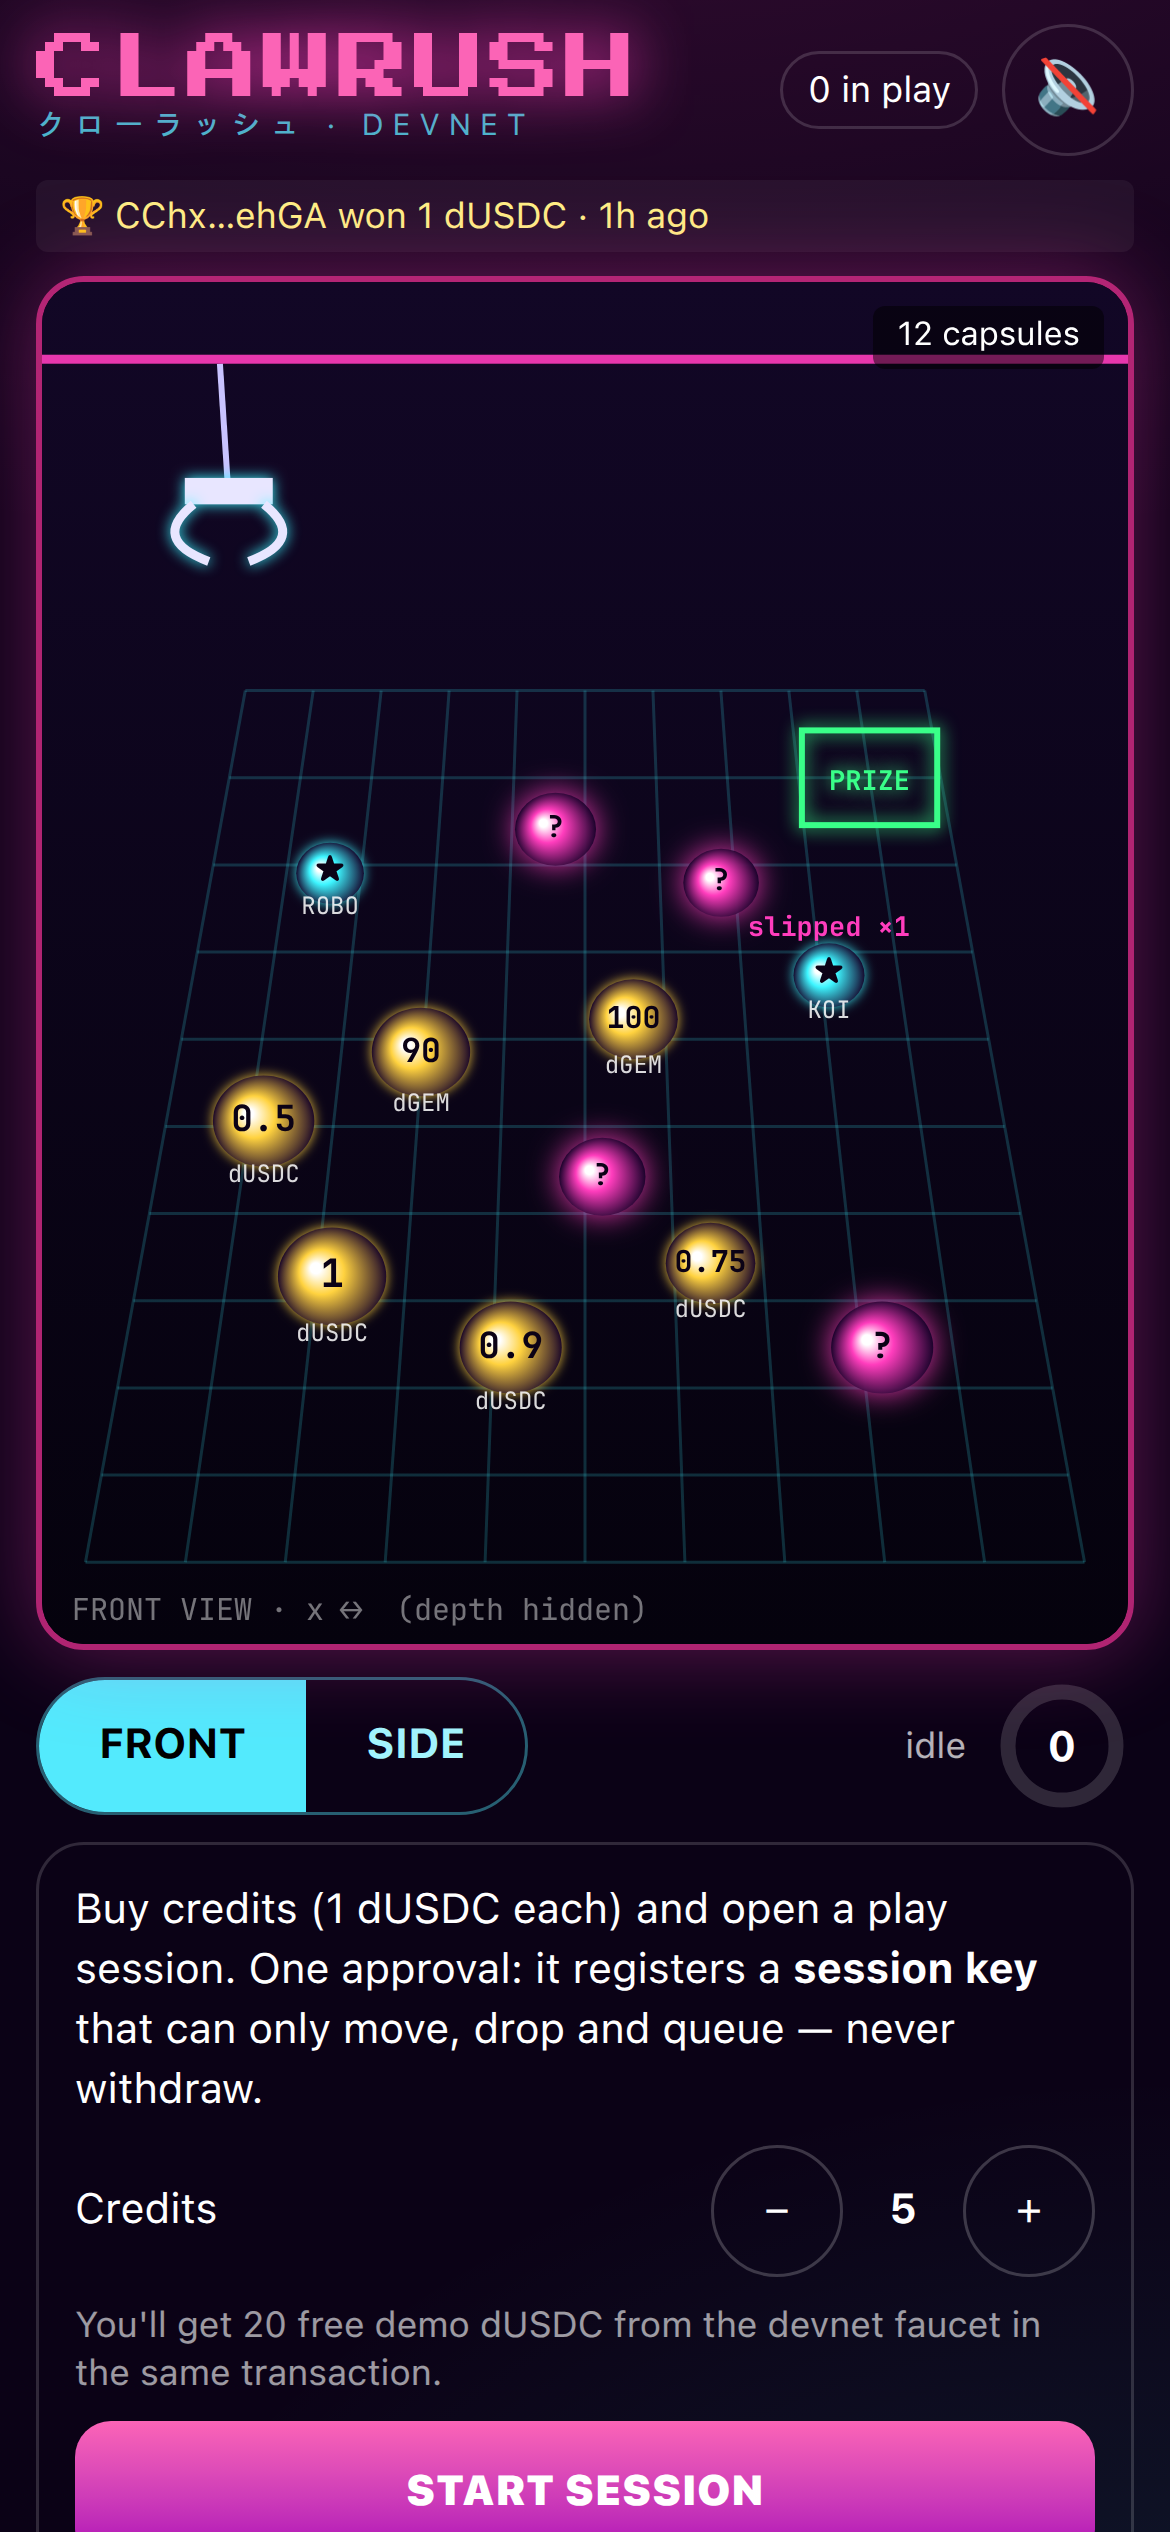 CLAWRUSH
クローラッシュ · DEVNET
0 in play
🏆 CChx...ehGA won 1 dUSDC · 1h ago
12 capsules
PRIZE
?
?
★
ROBO
slipped ×1
★
KOI
100
dGEM
90
dGEM
0.5
dUSDC
?
0.75
dUSDC
1
dUSDC
0.9
dUSDC
?
FRONT VIEW · x ↔ (depth hidden)
FRONT
SIDE
idle
0
Buy credits (1 dUSDC each) and open a play
session. One approval: it registers a session key
that can only move, drop and queue — never
withdraw.
Credits
− 5 +
You'll get 20 free demo dUSDC from the devnet faucet in
the same transaction.
START SESSION